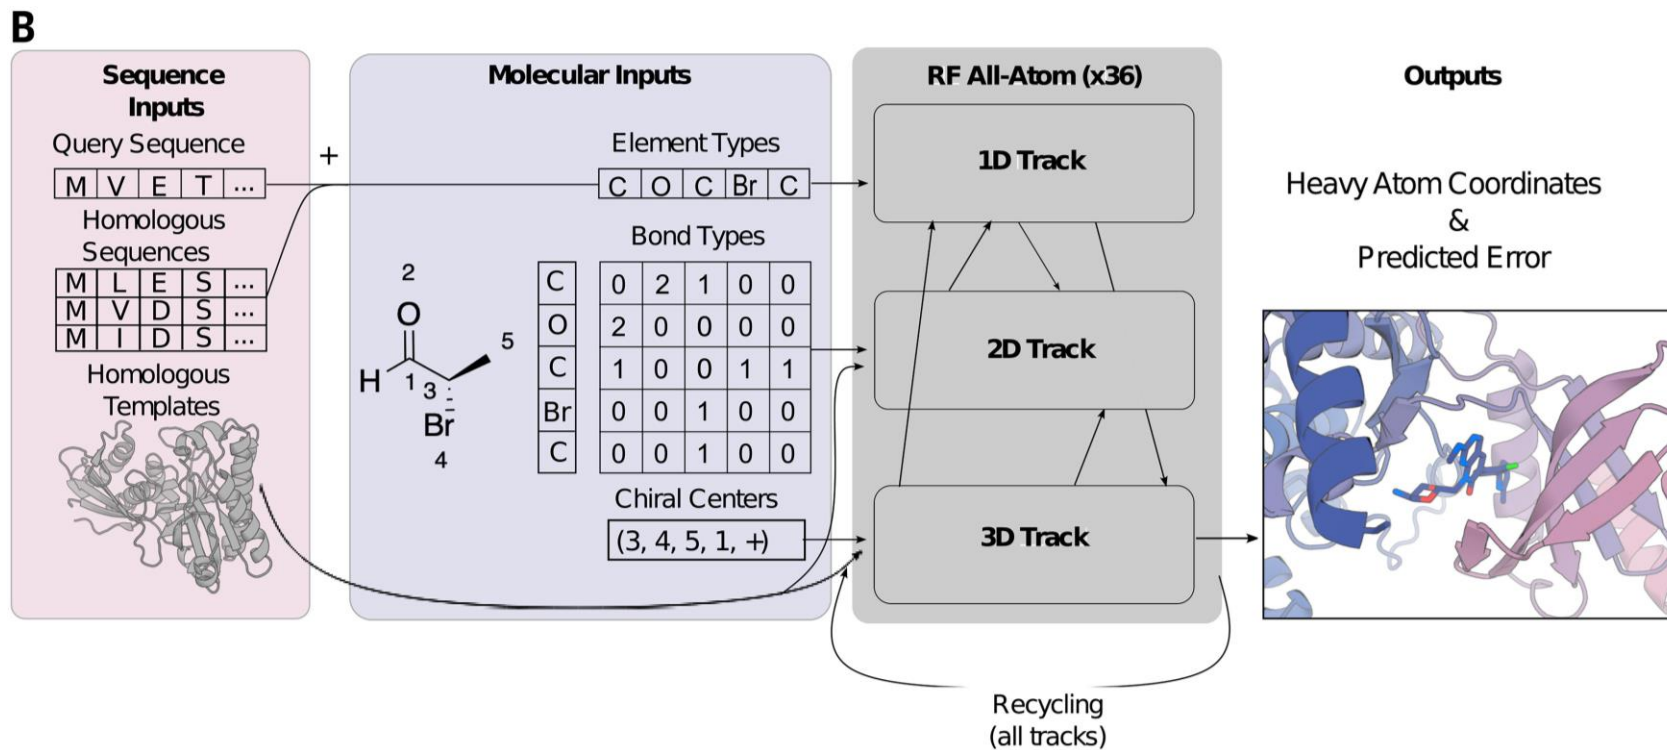 B
Sequence
Inputs
Query Sequence
M V E T ...
Homologous
Sequences
M L E S ...
M V D S ...
M I D S ...
Homologous
Templates
+
Molecular Inputs
Element Types
C O C Br C
Bond Types
C 0 2 1 0 0
O 2 0 0 0 0
C 1 0 0 1 1
Br 0 0 1 0 0
C 0 0 1 0 0
2
O
5
H 1 3
Br
4
Chiral Centers
(3, 4, 5, 1, +)
RF All-Atom (x36)
1D Track
2D Track
3D Track
Recycling
(all tracks)
Outputs
Heavy Atom Coordinates
&
Predicted Error